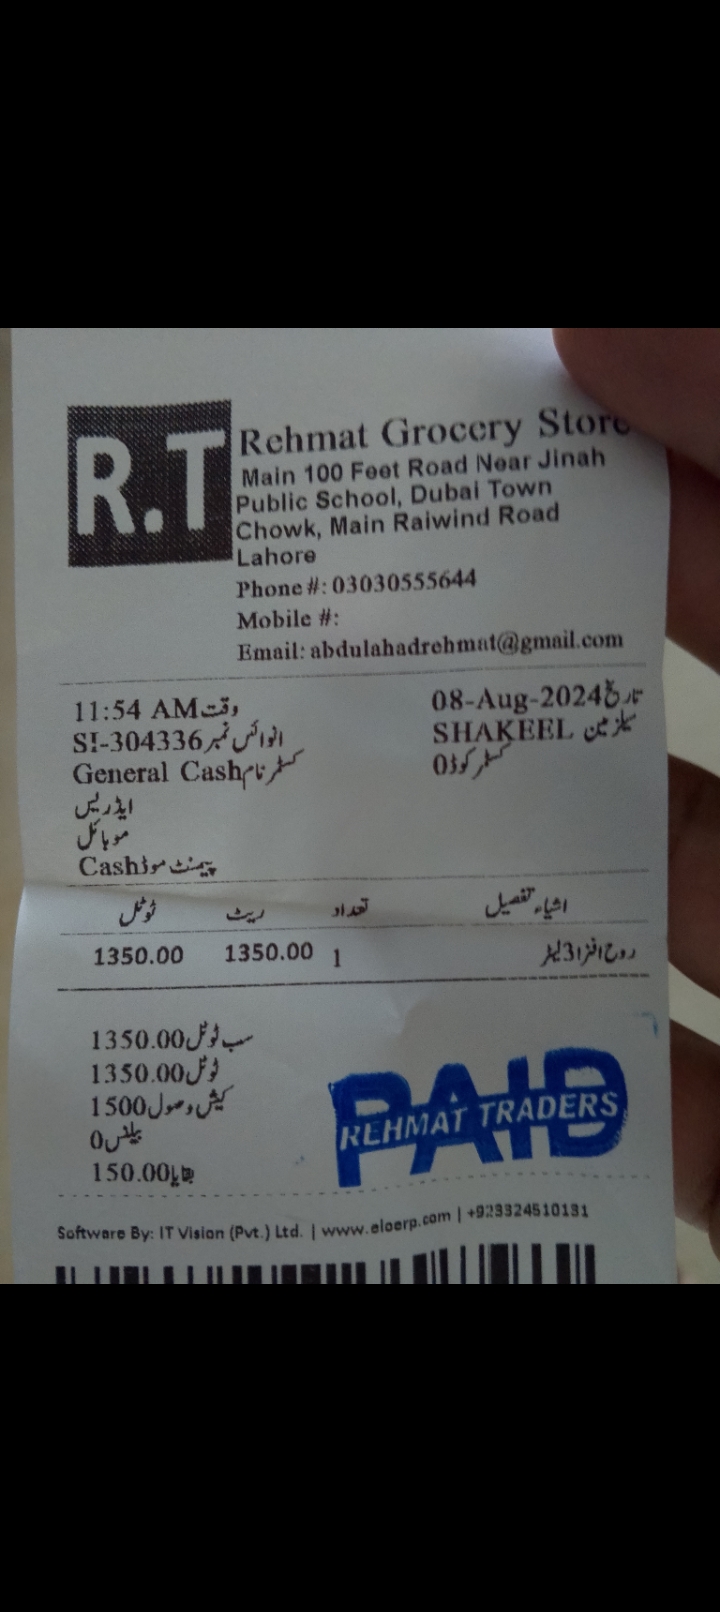 R.T
Rehmat Grocery Store
Main 100 Feet Road Near Jinah
Public School, Dubai Town
Chowk, Main Raiwind Road
Lahore
Phone #: 03030555644
Mobile #:
Email: abdulahadrehmat@gmail.com
تاریخ 08-Aug-2024 وقت 11:54 AM
سیلز مین SHAKEEL انوائس نمبر SI-304336
کسٹمر کوڈ 0 کسٹمر نام General Cash
ایڈریس
موبائل
پیمنٹ موڈ Cash
اشیاء تفصیل تعداد ریٹ ٹوٹل
روح افزا 3 لیٹر 1 1350.00 1350.00
سب ٹوٹل 1350.00
ٹوٹل 1350.00
کیش وصول 1500
بیلنس 0
بقایا 150.00
PAID
REHMAT TRADERS
Software By: IT Vision (Pvt.) Ltd. | www.eloerp.com | +923324510131